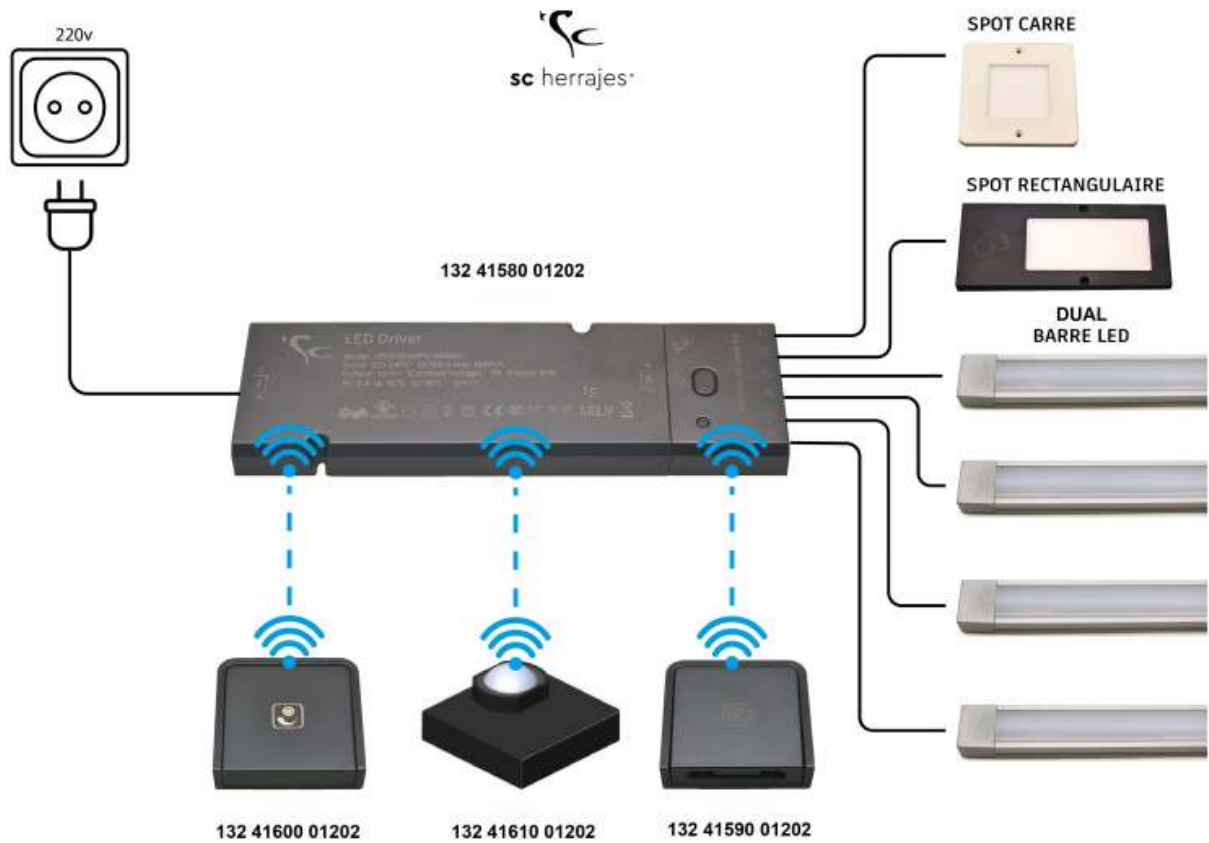 220v
sc herrajes
SPOT CARRE
SPOT RECTANGULAIRE
132 41580 01202
DUAL
BARRE LED
LED Driver
SELV
132 41600 01202
132 41610 01202
132 41590 01202